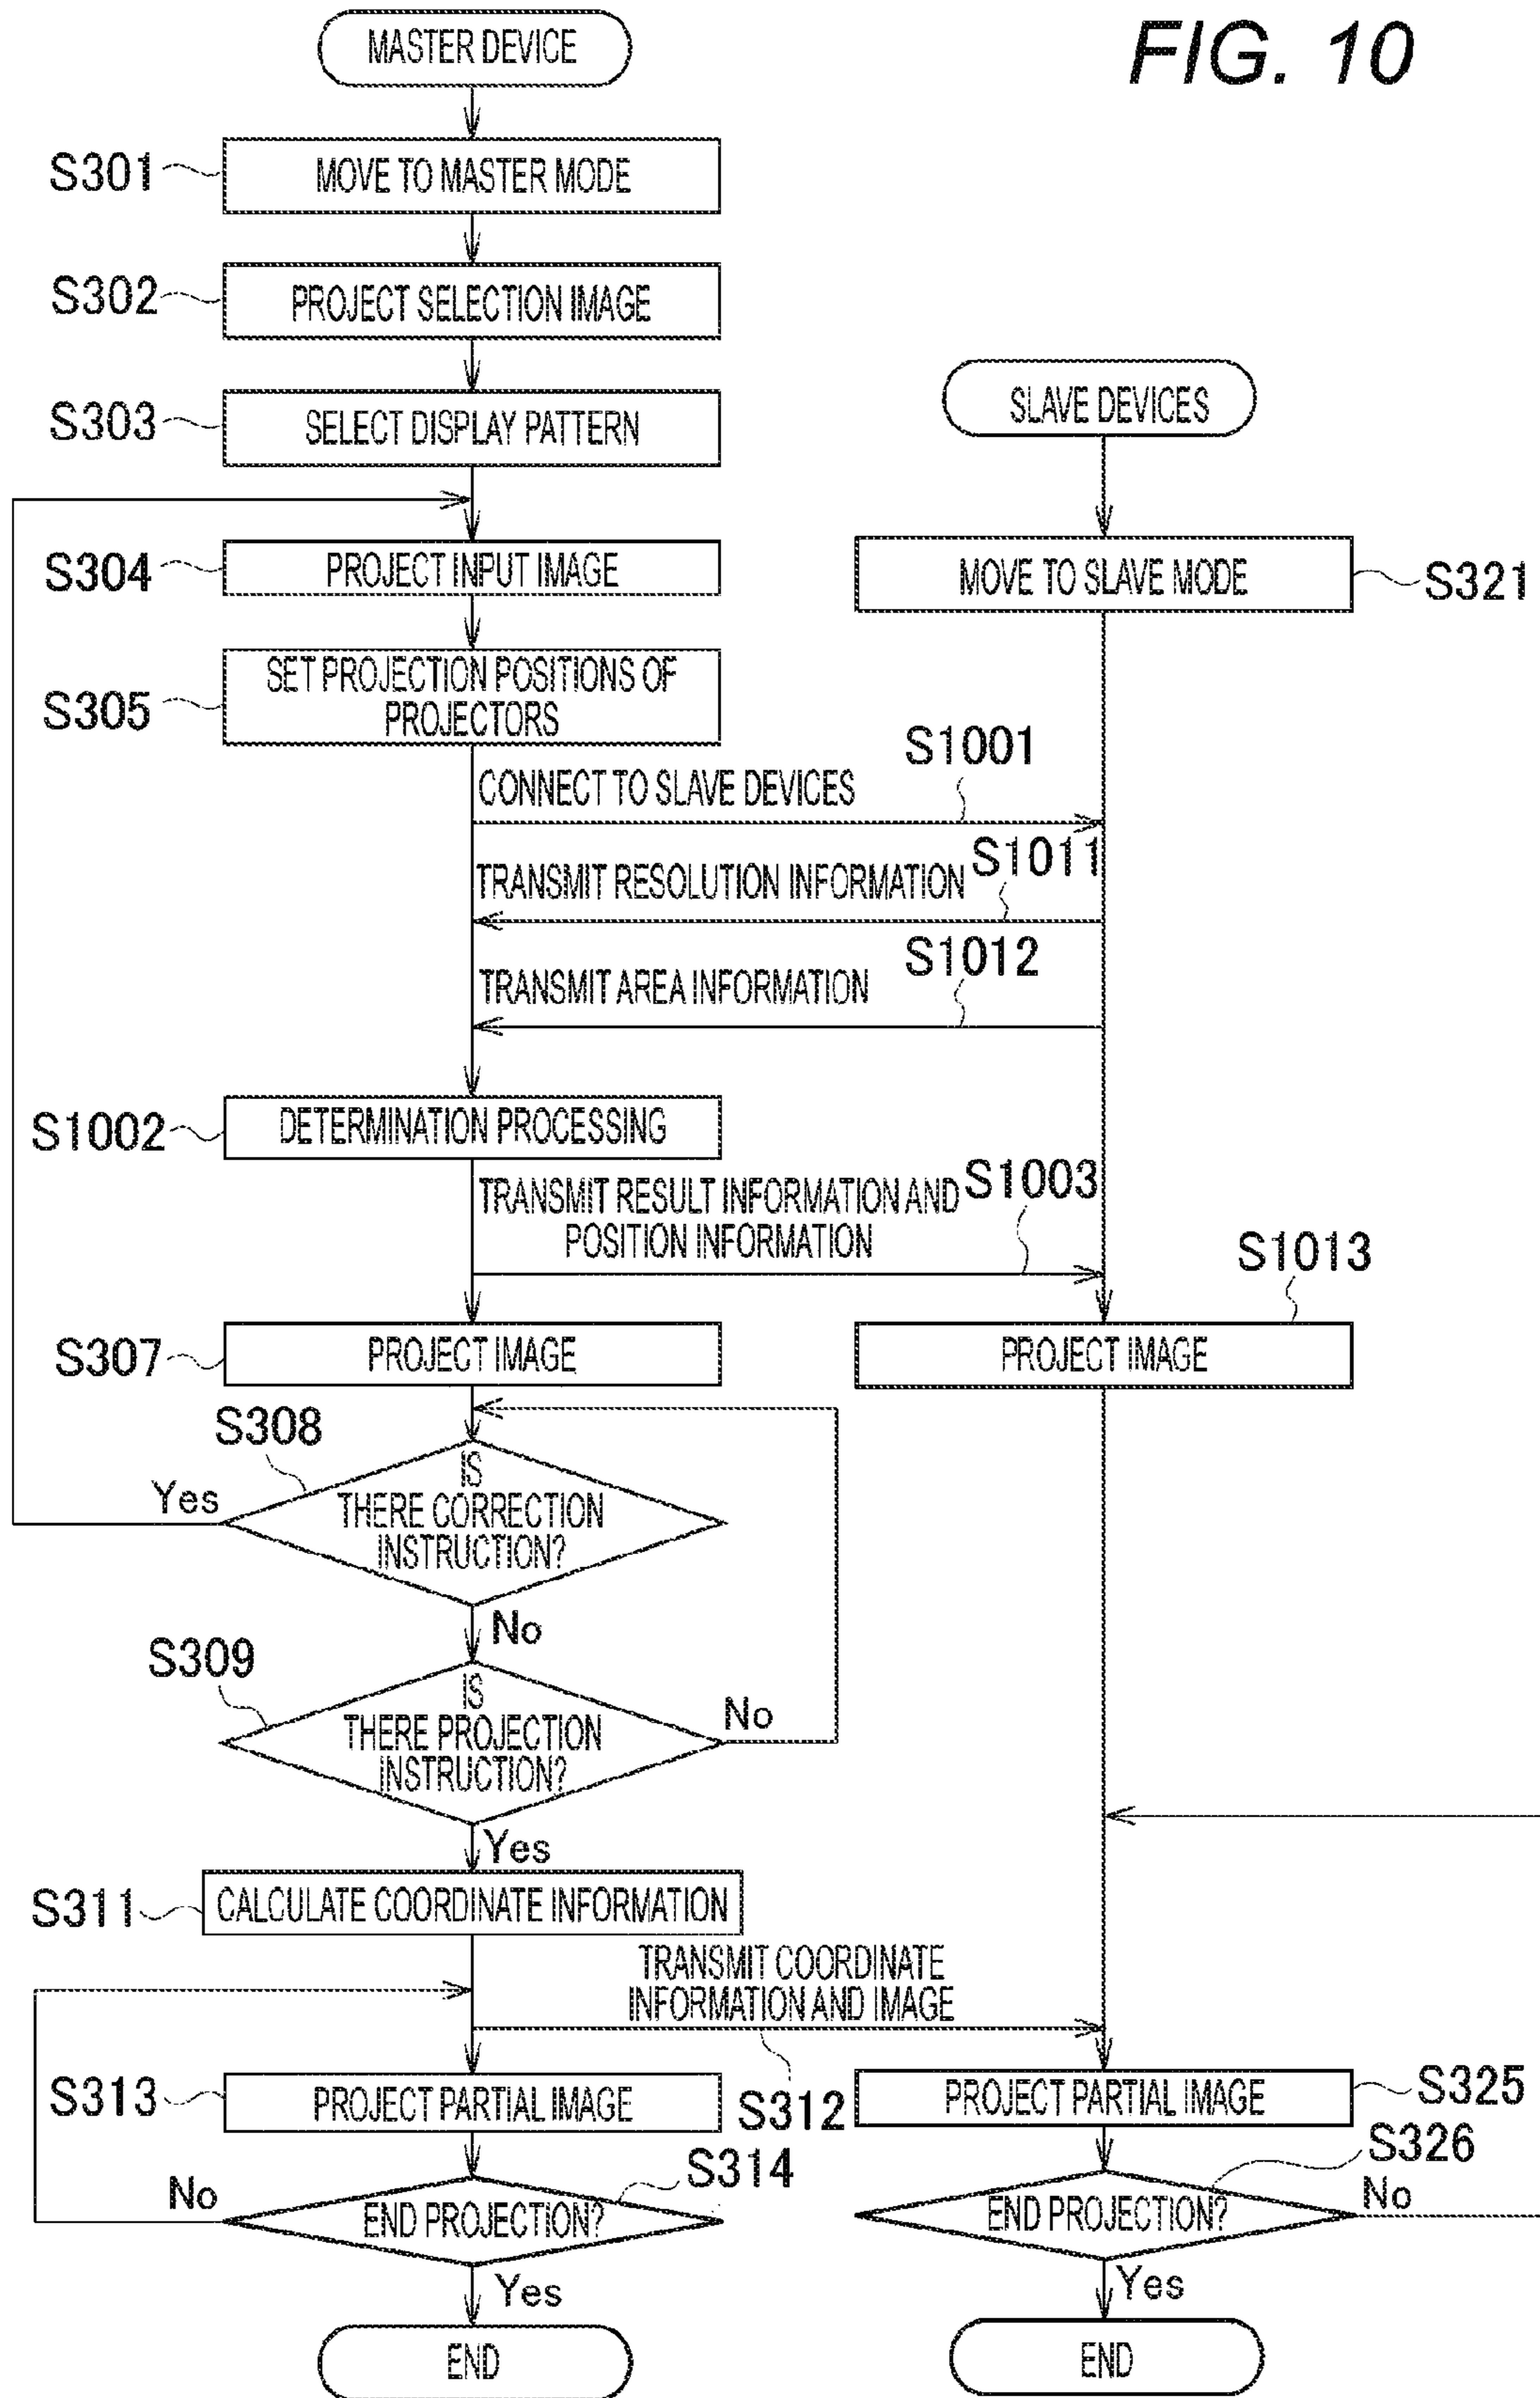 FIG. 10
MASTER DEVICE
S301
MOVE TO MASTER MODE
S302
PROJECT SELECTION IMAGE
S303
SELECT DISPLAY PATTERN
SLAVE DEVICES
S304
PROJECT INPUT IMAGE
MOVE TO SLAVE MODE
S321
S305
SET PROJECTION POSITIONS OF
PROJECTORS
S1001
CONNECT TO SLAVE DEVICES
S1011
TRANSMIT RESOLUTION INFORMATION
S1012
TRANSMIT AREA INFORMATION
S1002
DETERMINATION PROCESSING
S1003
TRANSMIT RESULT INFORMATION AND
POSITION INFORMATION
S1013
S307
PROJECT IMAGE
PROJECT IMAGE
S308
IS
THERE CORRECTION
INSTRUCTION?
Yes
No
S309
IS
THERE PROJECTION
INSTRUCTION?
No
Yes
S311
CALCULATE COORDINATE INFORMATION
TRANSMIT COORDINATE
INFORMATION AND IMAGE
S313
PROJECT PARTIAL IMAGE
S312
PROJECT PARTIAL IMAGE
S325
S314
S326
No
END PROJECTION?
END PROJECTION?
No
Yes
Yes
END
END